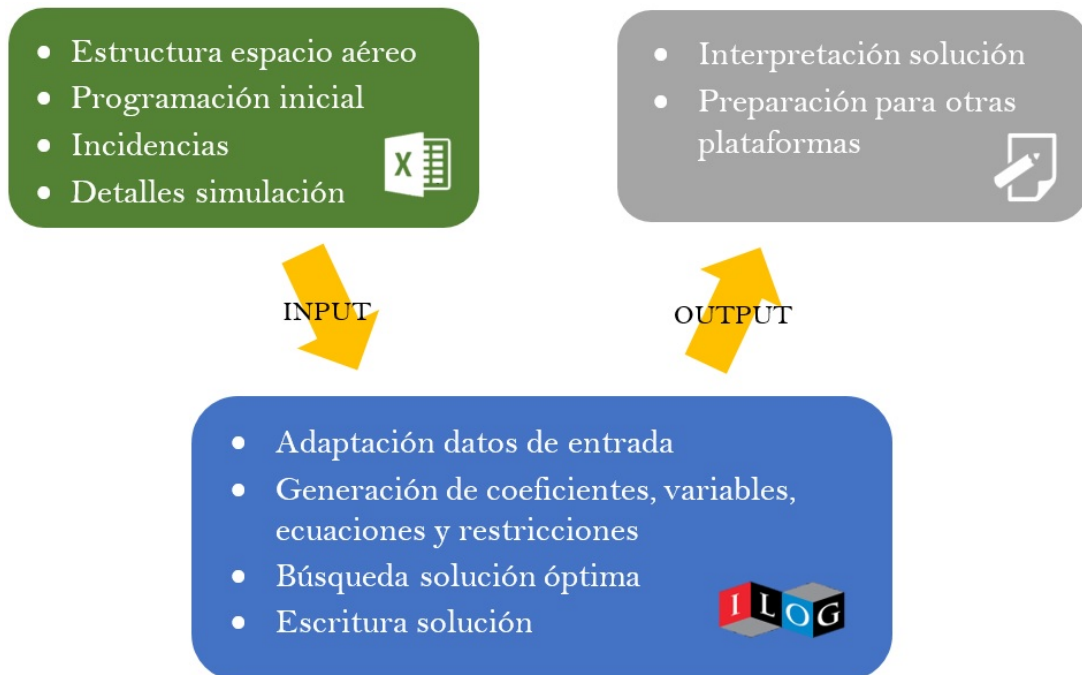 • Estructura espacio aéreo
• Programación inicial
• Incidencias
• Detalles simulación
X
• Interpretación solución
• Preparación para otras
plataformas
INPUT
OUTPUT
• Adaptación datos de entrada
• Generación de coeficientes, variables,
ecuaciones y restricciones
• Búsqueda solución óptima
• Escritura solución
ILOG